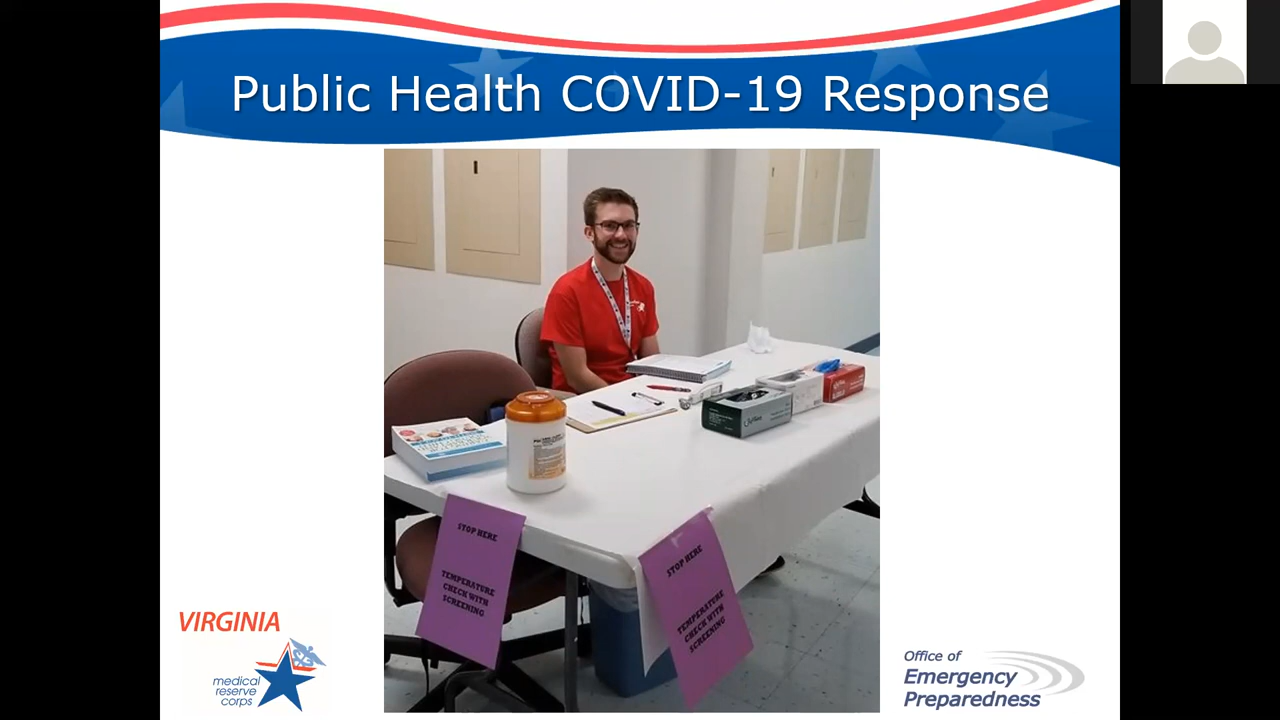 Public Health COVID-19 Response
STOP HERE
TEMPERATURE
CHECK WITH
SCREENING
STOP HERE
TEMPERATURE
CHECK WITH
SCREENING
VIRGINIA
medical
reserve
corps
Office of
Emergency
Preparedness